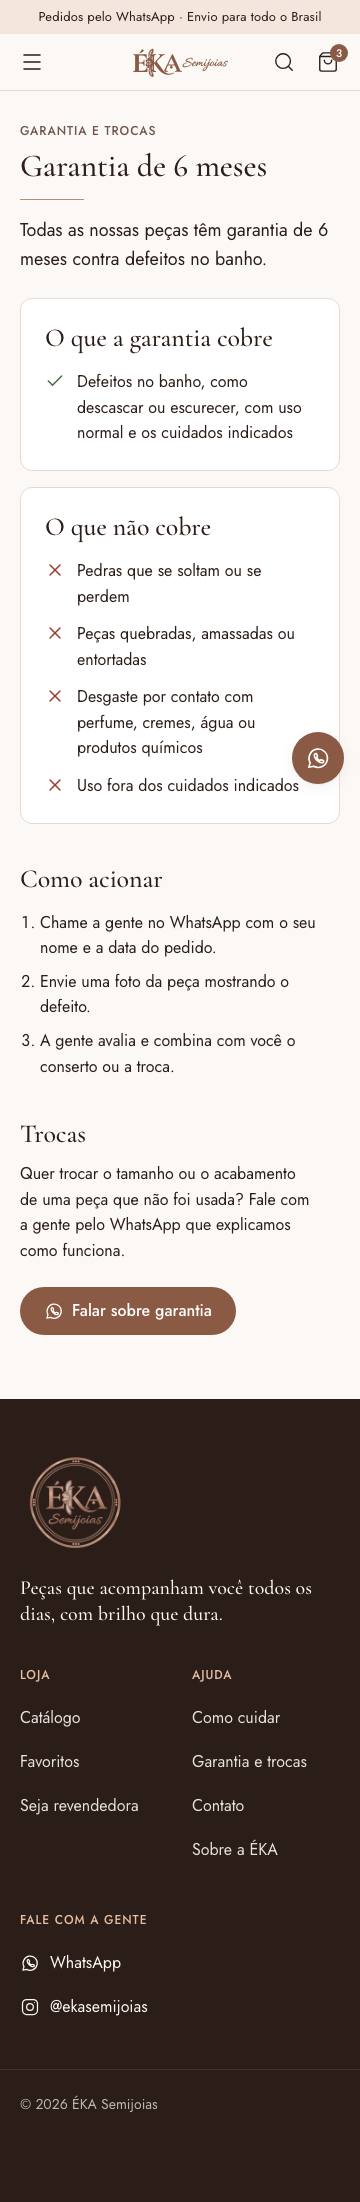 Pedidos pelo WhatsApp · Envio para todo o Brasil
ÉKA Semijoias
3
GARANTIA E TROCAS
Garantia de 6 meses
Todas as nossas peças têm garantia de 6
meses contra defeitos no banho.
O que a garantia cobre
Defeitos no banho, como
descascar ou escurecer, com uso
normal e os cuidados indicados
O que não cobre
Pedras que se soltam ou se
perdem
Peças quebradas, amassadas ou
entortadas
Desgaste por contato com
perfume, cremes, água ou
produtos químicos
Uso fora dos cuidados indicados
Como acionar
1. Chame a gente no WhatsApp com o seu
nome e a data do pedido.
2. Envie uma foto da peça mostrando o
defeito.
3. A gente avalia e combina com você o
conserto ou a troca.
Trocas
Quer trocar o tamanho ou o acabamento
de uma peça que não foi usada? Fale com
a gente pelo WhatsApp que explicamos
como funciona.
Falar sobre garantia
ÉKA
Semijoias
Peças que acompanham você todos os
dias, com brilho que dura.
LOJA
Catálogo
Favoritos
Seja revendedora
AJUDA
Como cuidar
Garantia e trocas
Contato
Sobre a ÉKA
FALE COM A GENTE
WhatsApp
@ekasemijoias
© 2026 ÉKA Semijoias